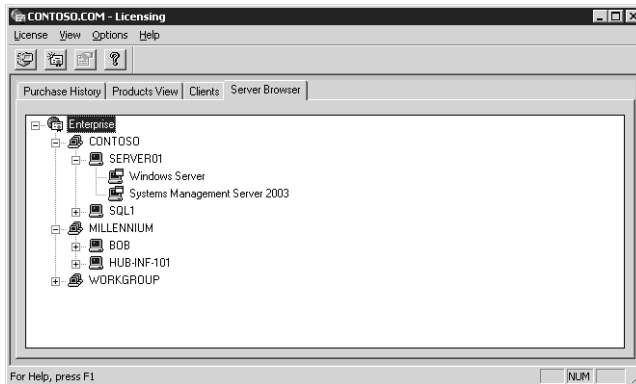 CONTOSO.COM - Licensing
License View Options Help
Purchase History Products View Clients Server Browser
Enterprise
CONTOSO
SERVER01
Windows Server
Systems Management Server 2003
SQL1
MILLENNIUM
BOB
HUB-INF-101
WORKGROUP
For Help, press F1 NUM